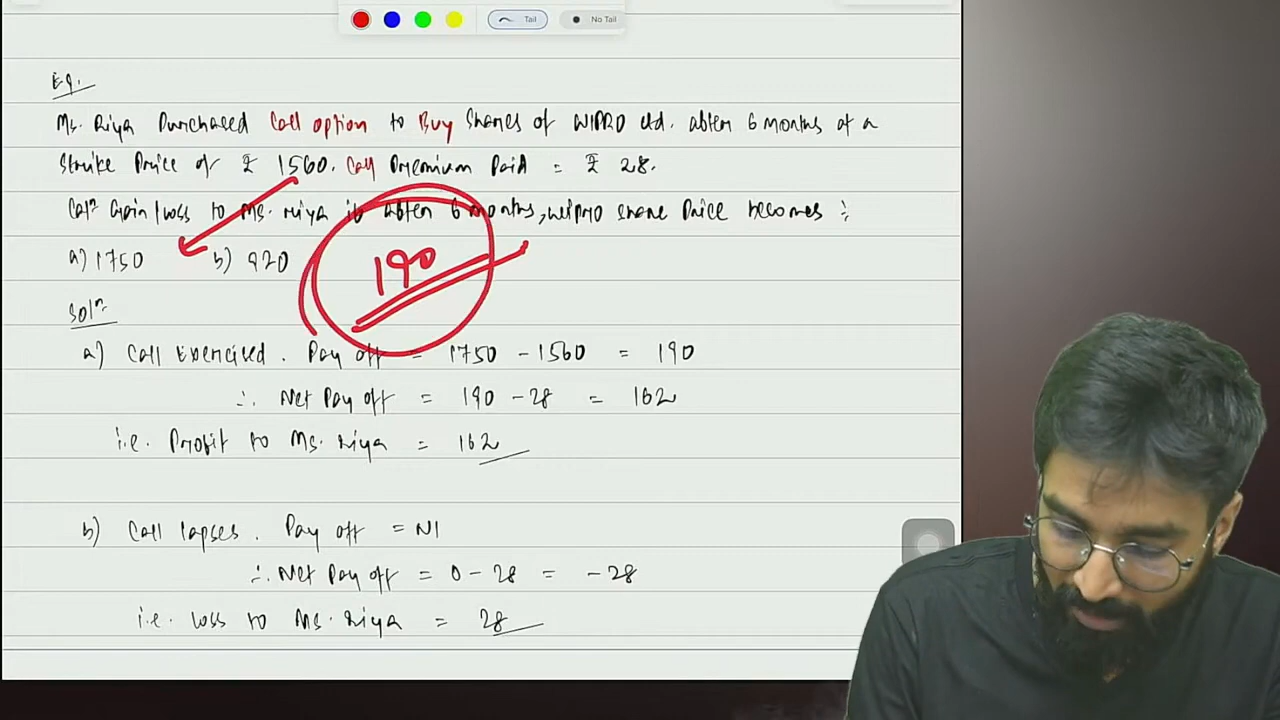 Tail
No Tail
Eg.
Ms. Riya Purchased Call option to Buy Shares of WIPRO Ltd. after 6 months at a
Strike Price of ₹ 1560. Call Premium Paid = ₹ 28.
Calⁿ Gain/Loss to Ms. Riya if after 6 months, wipro share Price becomes :
a) 1750 b) 920
190
Solⁿ
a) Call Exercised. Pay off = 1750 - 1560 = 190
∴ Net Pay off = 190 - 28 = 162
i.e. Profit to Ms. Riya = 162
b) Call lapses. Pay off = Nil
∴ Net Pay off = 0 - 28 = -28
i.e. loss to Ms. Riya = 28